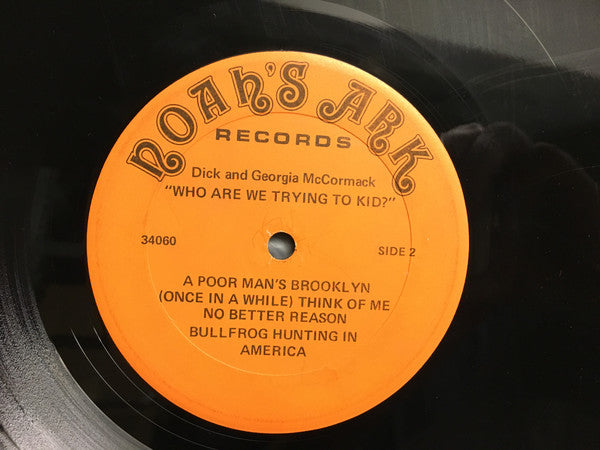 NOAH'S ARK
RECORDS
Dick and Georgia McCormack
"WHO ARE WE TRYING TO KID?"
34060
SIDE 2
A POOR MAN'S BROOKLYN
(ONCE IN A WHILE) THINK OF ME
NO BETTER REASON
BULLFROG HUNTING IN
AMERICA